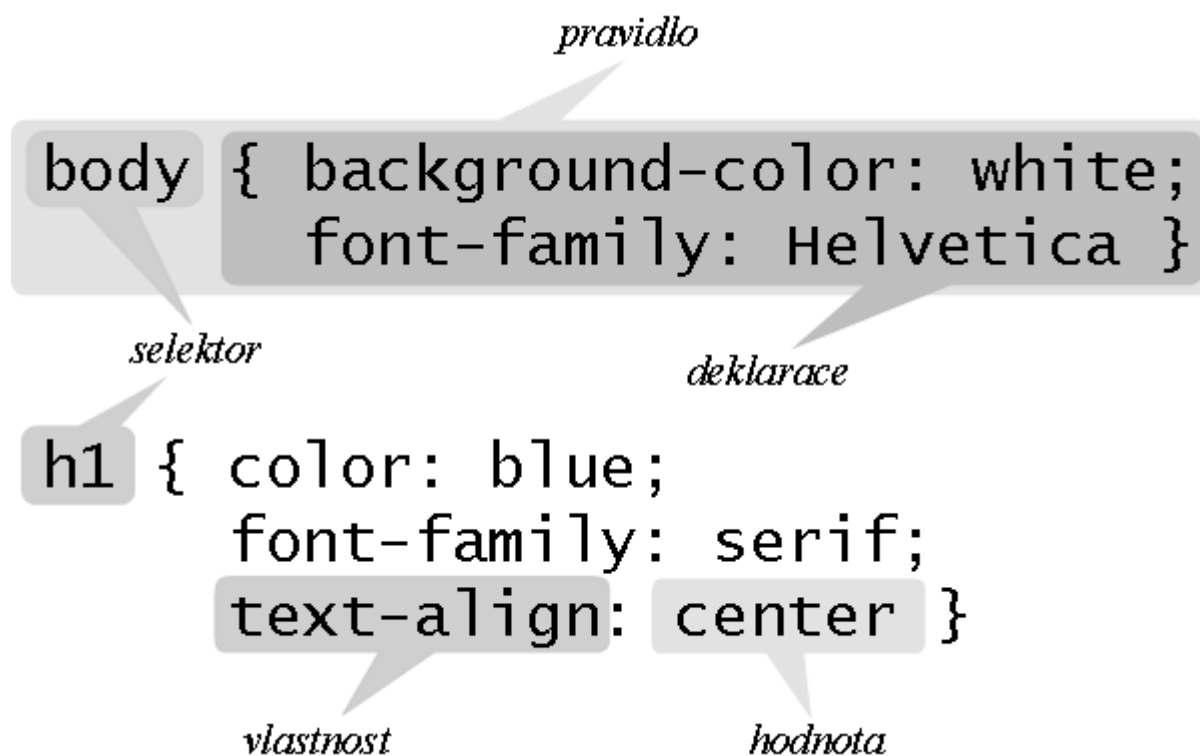 pravidlo
body { background-color: white;
font-family: Helvetica }
selektor
deklarace
h1 { color: blue;
font-family: serif;
text-align: center }
vlastnost
hodnota